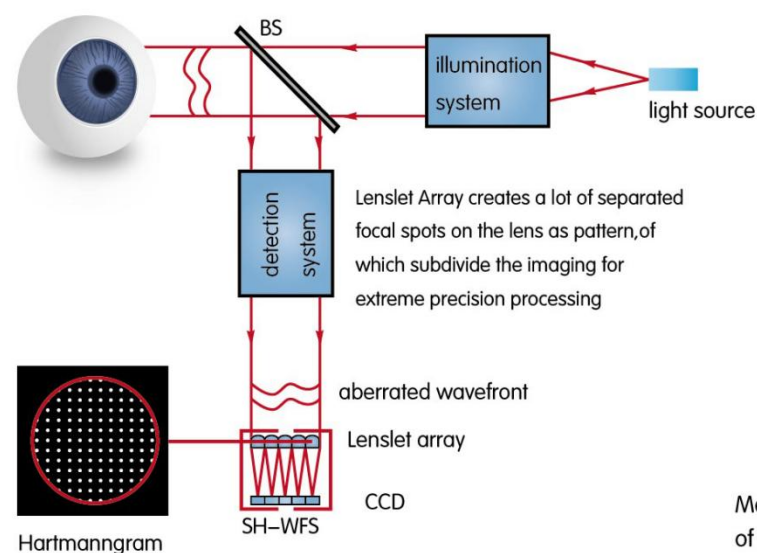 BS
illumination
system
light source
detection
system
Lenslet Array creates a lot of separated
focal spots on the lens as pattern,of
which subdivide the imaging for
extreme precision processing
aberrated wavefront
Lenslet array
CCD
SH-WFS
Hartmanngram
of